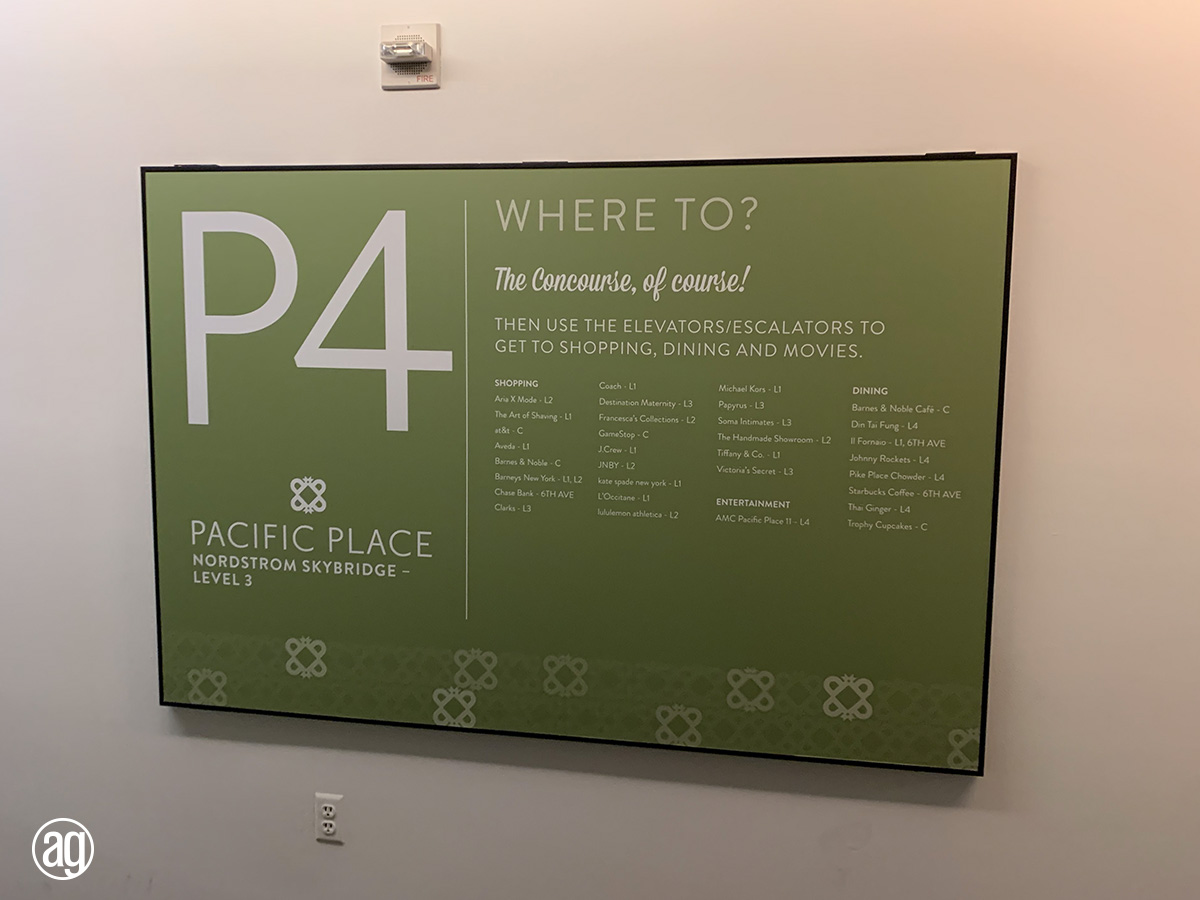 FIRE
P4
PACIFIC PLACE
NORDSTROM SKYBRIDGE –
LEVEL 3
WHERE TO?
The Concourse, of course!
THEN USE THE ELEVATORS/ESCALATORS TO
GET TO SHOPPING, DINING AND MOVIES.
SHOPPING
Aria X Mode - L2
The Art of Shaving - L1
at&t - C
Aveda - L1
Barnes & Noble - C
Barneys New York - L1, L2
Chase Bank - 6TH AVE
Clarks - L3
Coach - L1
Destination Maternity - L3
Francesca's Collections - L2
GameStop - C
J.Crew - L1
JNBY - L2
kate spade new york - L1
L'Occitane - L1
lululemon athletica - L2
Michael Kors - L1
Papyrus - L3
Soma Intimates - L3
The Handmade Showroom - L2
Tiffany & Co. - L1
Victoria's Secret - L3
ENTERTAINMENT
AMC Pacific Place 11 - L4
DINING
Barnes & Noble Café - C
Din Tai Fung - L4
Il Fornaio - L1, 6TH AVE
Johnny Rockets - L4
Pike Place Chowder - L4
Starbucks Coffee - 6TH AVE
Thai Ginger - L4
Trophy Cupcakes - C
ag